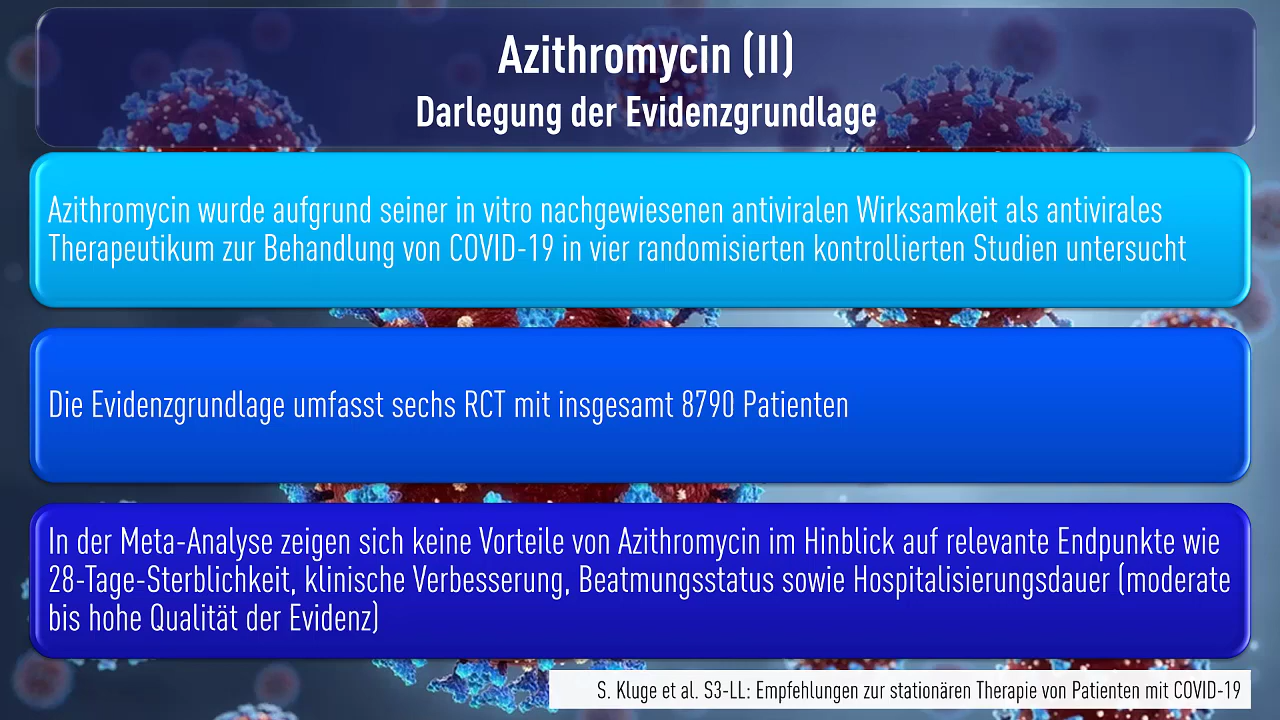 Azithromycin (II)
Darlegung der Evidenzgrundlage
Azithromycin wurde aufgrund seiner in vitro nachgewiesenen antiviralen Wirksamkeit als antivirales
Therapeutikum zur Behandlung von COVID-19 in vier randomisierten kontrollierten Studien untersucht
Die Evidenzgrundlage umfasst sechs RCT mit insgesamt 8790 Patienten
In der Meta-Analyse zeigen sich keine Vorteile von Azithromycin im Hinblick auf relevante Endpunkte wie
28-Tage-Sterblichkeit, klinische Verbesserung, Beatmungsstatus sowie Hospitalisierungsdauer (moderate
bis hohe Qualität der Evidenz)
S. Kluge et al. S3-LL: Empfehlungen zur stationären Therapie von Patienten mit COVID-19